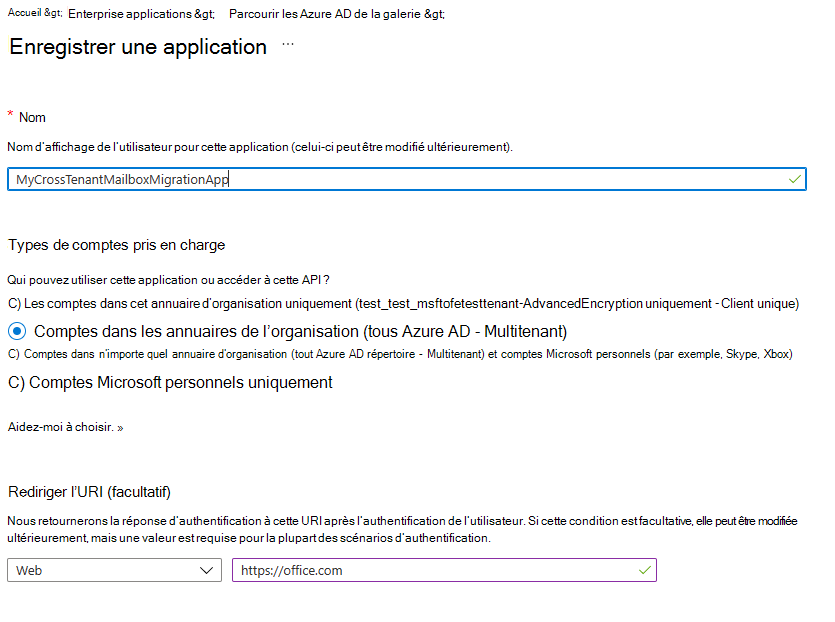 Accueil &gt; Enterprise applications &gt; Parcourir les Azure AD de la galerie &gt;
Enregistrer une application ...
* Nom
Nom d'affichage de l'utilisateur pour cette application (celui-ci peut être modifié ultérieurement).
MyCrossTenantMailboxMigrationApp
Types de comptes pris en charge
Qui pouvez utiliser cette application ou accéder à cette API ?
C) Les comptes dans cet annuaire d'organisation uniquement (test_test_msftofetesttenant-AdvancedEncryption uniquement - Client unique)
Comptes dans les annuaires de l'organisation (tous Azure AD - Multitenant)
C) Comptes dans n'importe quel annuaire d'organisation (tout Azure AD répertoire - Multitenant) et comptes Microsoft personnels (par exemple, Skype, Xbox)
C) Comptes Microsoft personnels uniquement
Aidez-moi à choisir. »
Rediriger l'URI (facultatif)
Nous retournerons la réponse d'authentification à cette URI après l'authentification de l'utilisateur. Si cette condition est facultative, elle peut être modifiée
ultérieurement, mais une valeur est requise pour la plupart des scénarios d'authentification.
Web https://office.com